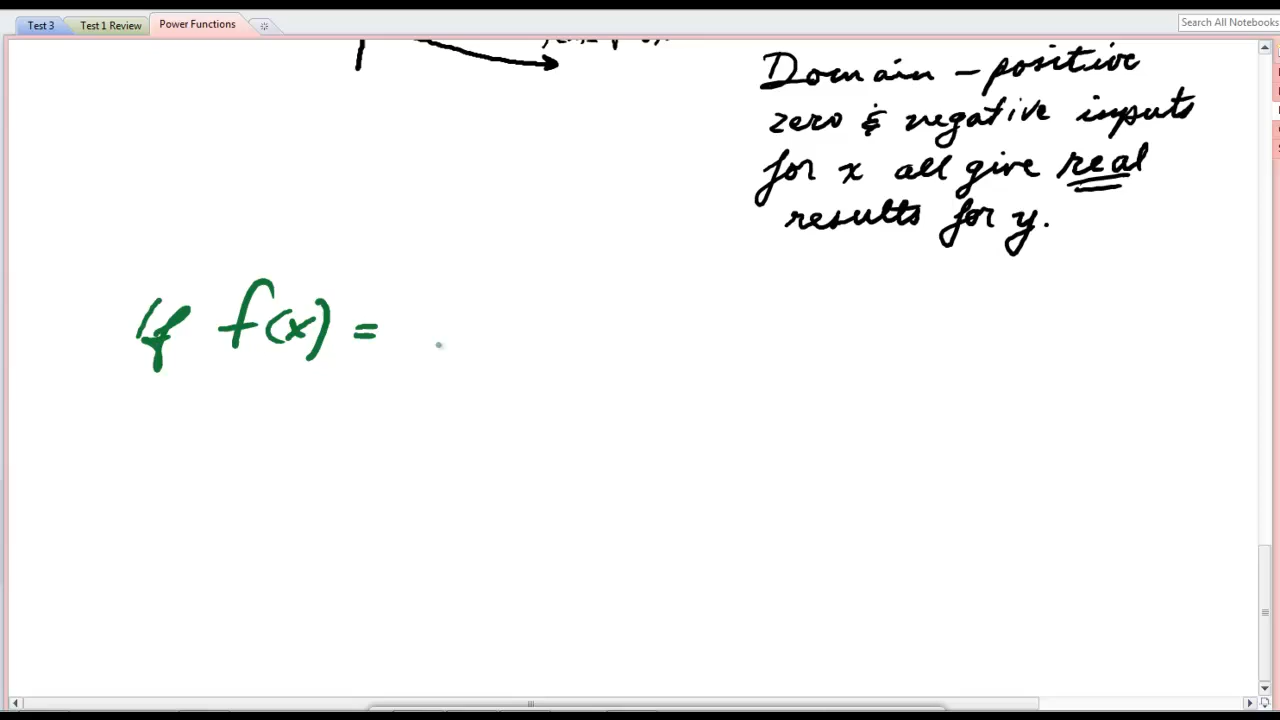 Test 3
Test 1 Review
Power Functions
Search All Notebooks
Domain – positive
zero & negative inputs
for x all give real
results for y.
If f(x) =